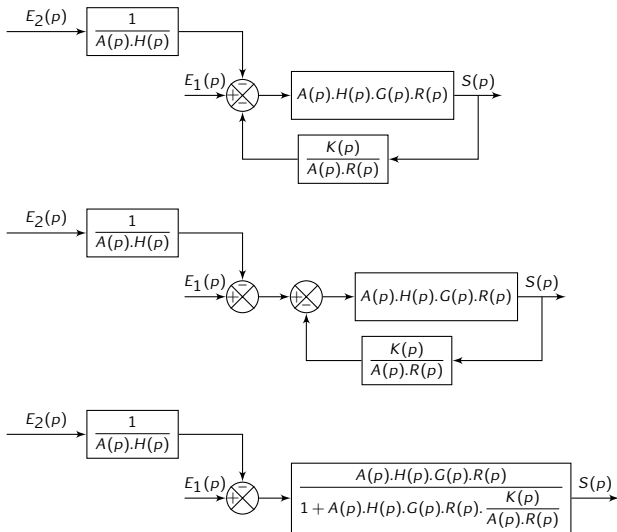 E2(p)
1
A(p).H(p)
−
E1(p)
+
−
A(p).H(p).G(p).R(p)
S(p)
K(p)
A(p).R(p)
E2(p)
1
A(p).H(p)
E1(p)
+
−
+
−
A(p).H(p).G(p).R(p)
S(p)
K(p)
A(p).R(p)
E2(p)
1
A(p).H(p)
E1(p)
+
−
A(p).H(p).G(p).R(p)
1 + A(p).H(p).G(p).R(p). K(p)
A(p).R(p)
S(p)